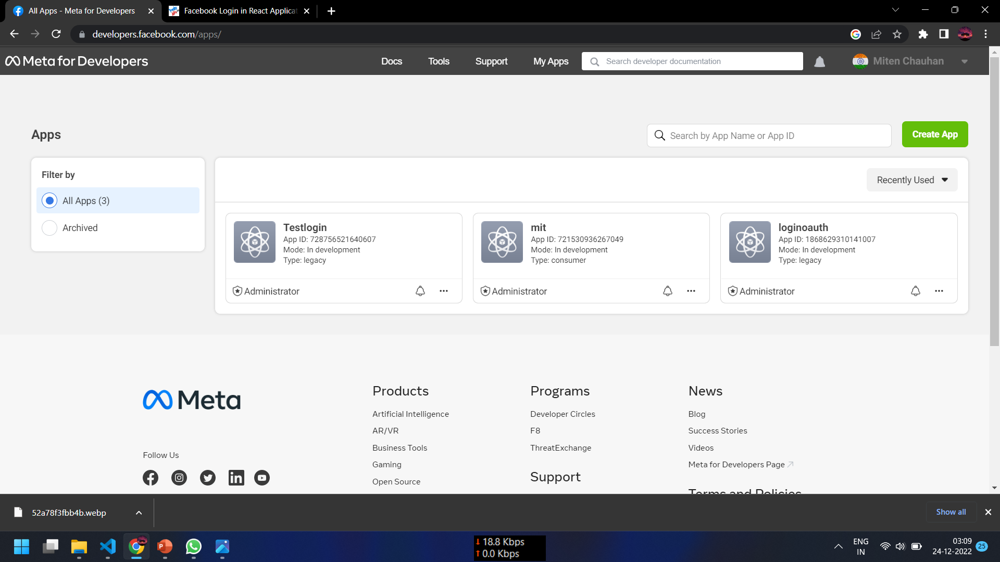 All Apps - Meta for Developers
Facebook Login in React Applicat
developers.facebook.com/apps/
Meta for Developers
Docs
Tools
Support
My Apps
Search developer documentation
Miten Chauhan
Apps
Search by App Name or App ID
Create App
Filter by
All Apps (3)
Archived
Recently Used
Testlogin
App ID: 728756521640607
Mode: In development
Type: legacy
Administrator
mit
App ID: 721530936267049
Mode: In development
Type: consumer
Administrator
loginoauth
App ID: 1868629310141007
Mode: In development
Type: legacy
Administrator
Meta
Follow Us
Products
Artificial Intelligence
AR/VR
Business Tools
Gaming
Open Source
Programs
Developer Circles
F8
ThreatExchange
Support
News
Blog
Success Stories
Videos
Meta for Developers Page
Terms and Policies
52a78f3fbb4b.webp
Show all
18.8 Kbps
0.0 Kbps
ENG
IN
03:09
24-12-2022
25